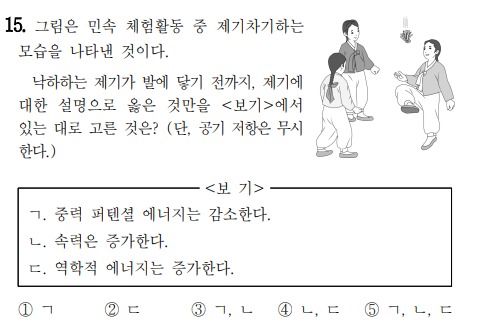 15. 그림은 민속 체험활동 중 제기차기하는
모습을 나타낸 것이다.
낙하하는 제기가 발에 닿기 전까지, 제기에
대한 설명으로 옳은 것만을 <보기>에서
있는 대로 고른 것은? (단, 공기 저항은 무시
한다.)
<보 기>
ㄱ. 중력 퍼텐셜 에너지는 감소한다.
ㄴ. 속력은 증가한다.
ㄷ. 역학적 에너지는 증가한다.
① ㄱ ② ㄷ ③ ㄱ, ㄴ ④ ㄴ, ㄷ ⑤ ㄱ, ㄴ, ㄷ